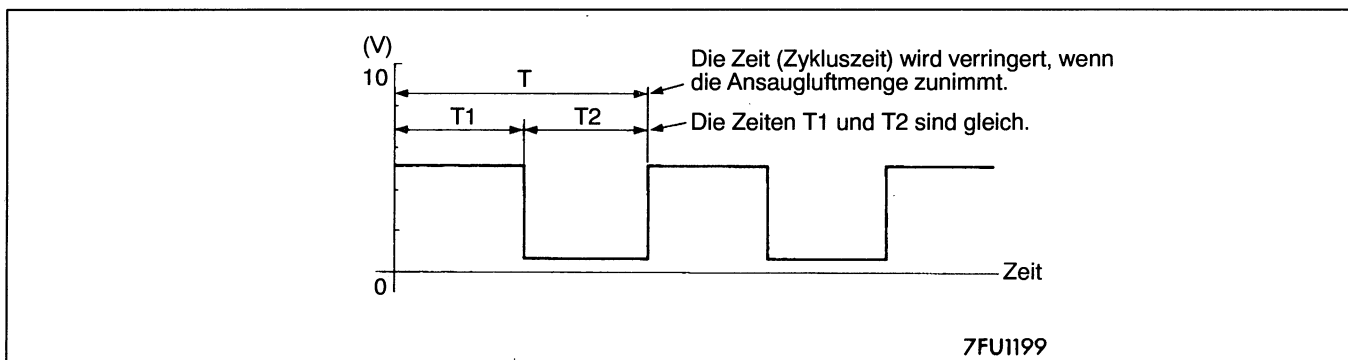 (V)
10
T
Die Zeit (Zykluszeit) wird verringert, wenn
die Ansaugluftmenge zunimmt.
T1
T2
Die Zeiten T1 und T2 sind gleich.
Zeit
0
7FU1199